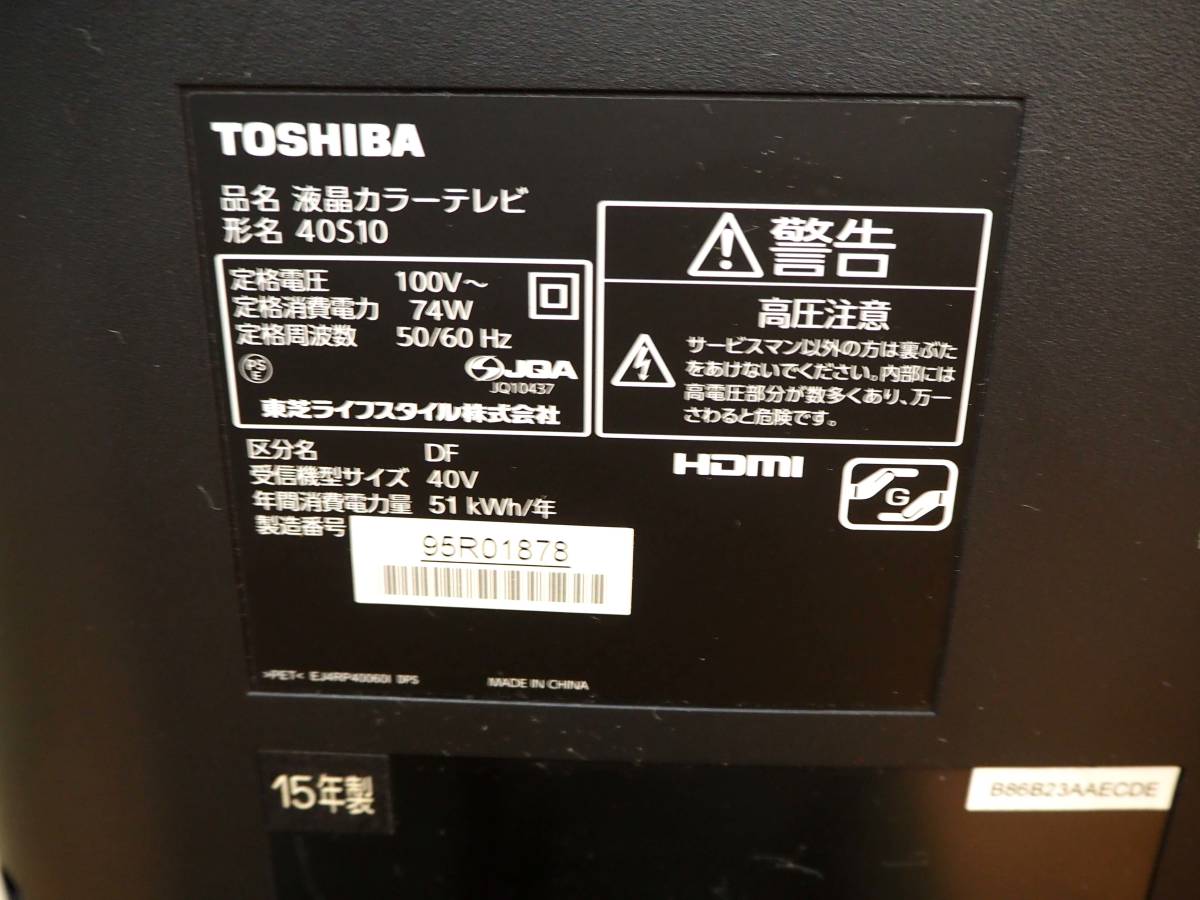 TOSHIBA
品名 液晶カラーテレビ
形名 40S10
定格電圧 100V～
定格消費電力 74W
定格周波数 50/60 Hz
PS
E
JQA
JQ10437
東芝ライフスタイル株式会社
警告
高圧注意
サービスマン以外の方は裏ぶた
をあけないでください。内部には
高電圧部分が数多くあり、万一
さわると危険です。
区分名 DF
受信機型サイズ 40V
年間消費電力量 51 kWh/年
製造番号
95R01878
HDMI
G
>PET< EJ4RP40060I DPS
MADE IN CHINA
15年製
B86B23AAECDE